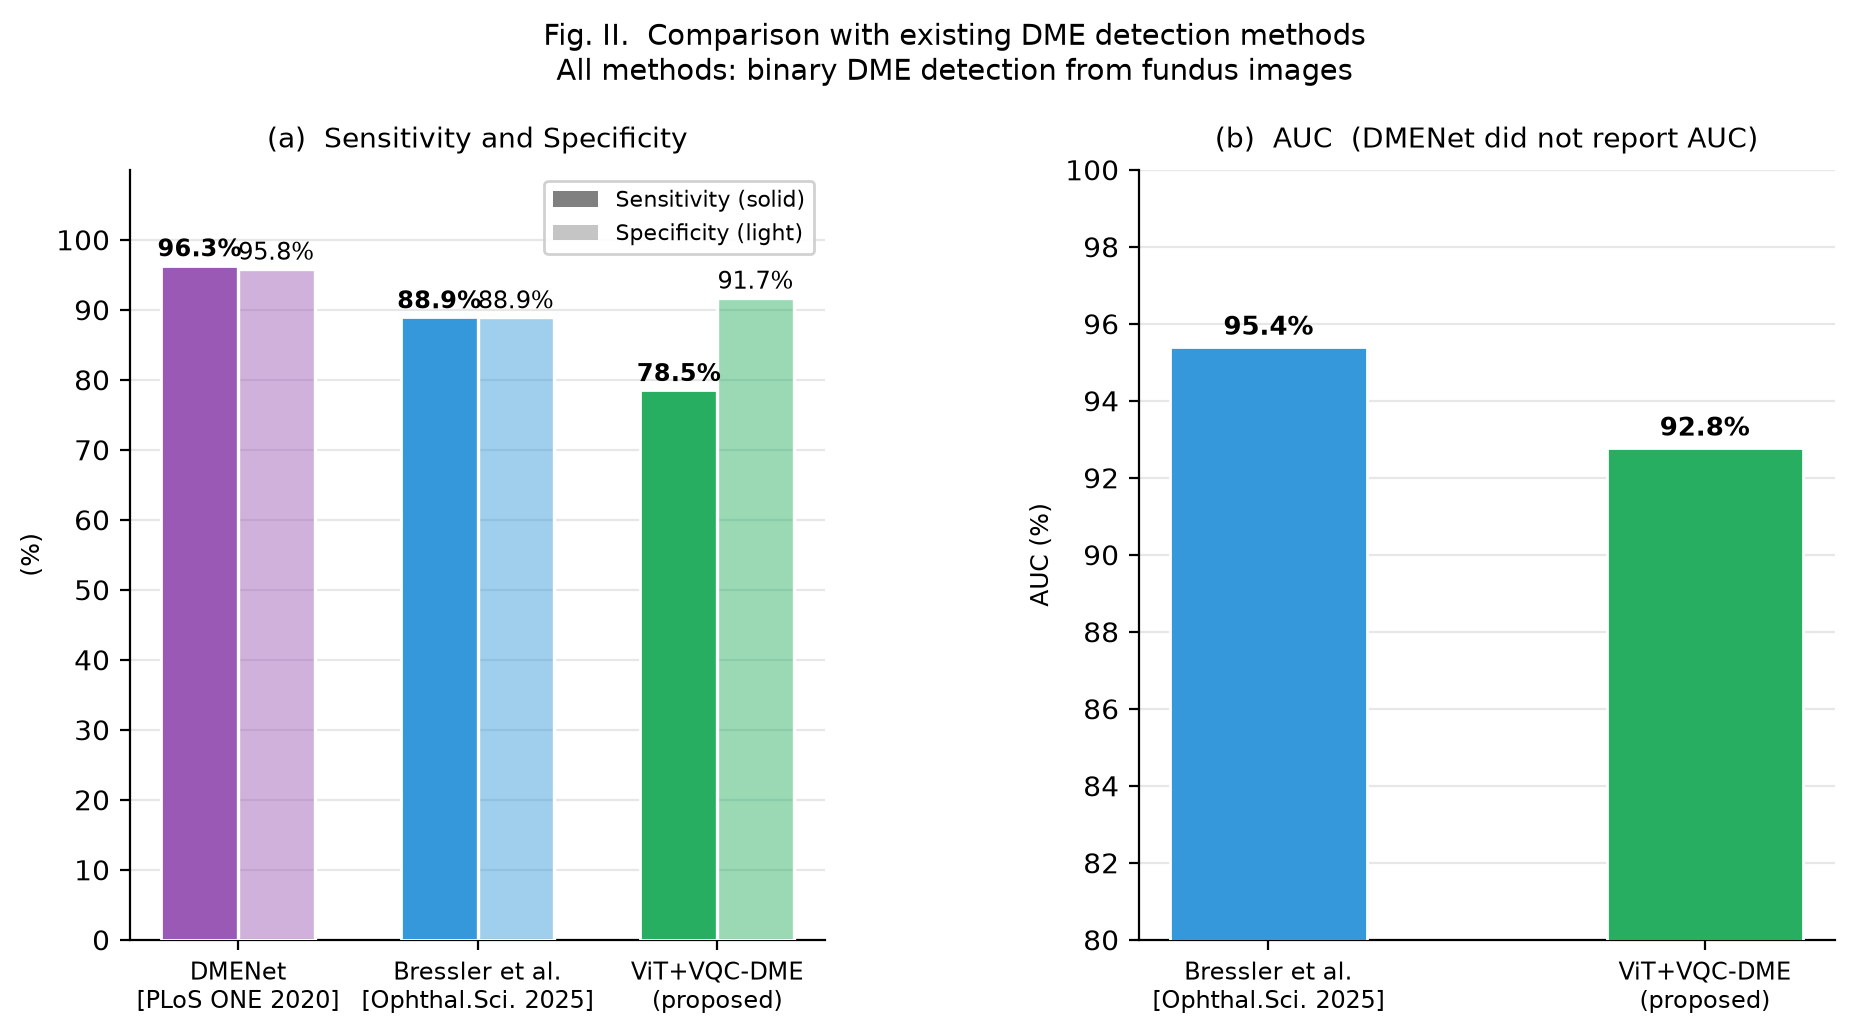 Fig. II.  Comparison with existing DME detection methods
All methods: binary DME detection from fundus images
(a)  Sensitivity and Specificity
Sensitivity (solid)
Specificity (light)
100
90
80
70
60
50
40
30
20
10
0
(%)
96.3%
95.8%
88.9%
88.9%
78.5%
91.7%
DMENet
[PLoS ONE 2020]
Bressler et al.
[Ophthal.Sci. 2025]
ViT+VQC-DME
(proposed)
(b)  AUC  (DMENet did not report AUC)
100
98
96
94
92
90
88
86
84
82
80
AUC (%)
95.4%
92.8%
Bressler et al.
[Ophthal.Sci. 2025]
ViT+VQC-DME
(proposed)